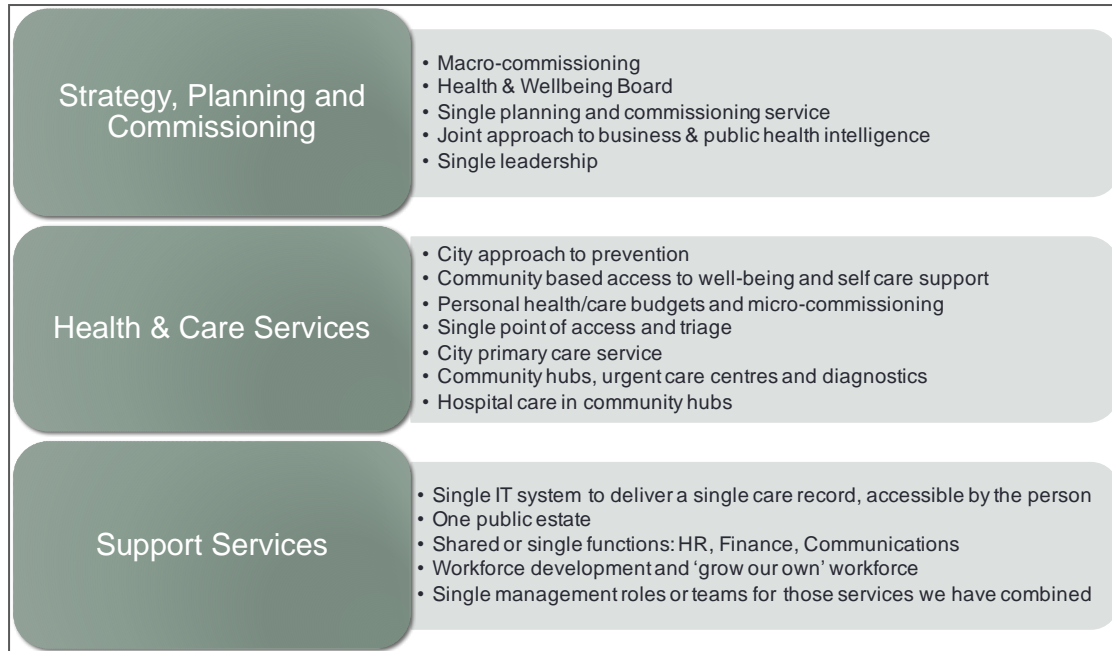 Strategy, Planning and
Commissioning
• Macro-commissioning
• Health & Wellbeing Board
• Single planning and commissioning service
• Joint approach to business & public health intelligence
• Single leadership
Health & Care Services
• City approach to prevention
• Community based access to well-being and self care support
• Personal health/care budgets and micro-commissioning
• Single point of access and triage
• City primary care service
• Community hubs, urgent care centres and diagnostics
• Hospital care in community hubs
Support Services
• Single IT system to deliver a single care record, accessible by the person
• One public estate
• Shared or single functions: HR, Finance, Communications
• Workforce development and ‘grow our own’ workforce
• Single management roles or teams for those services we have combined